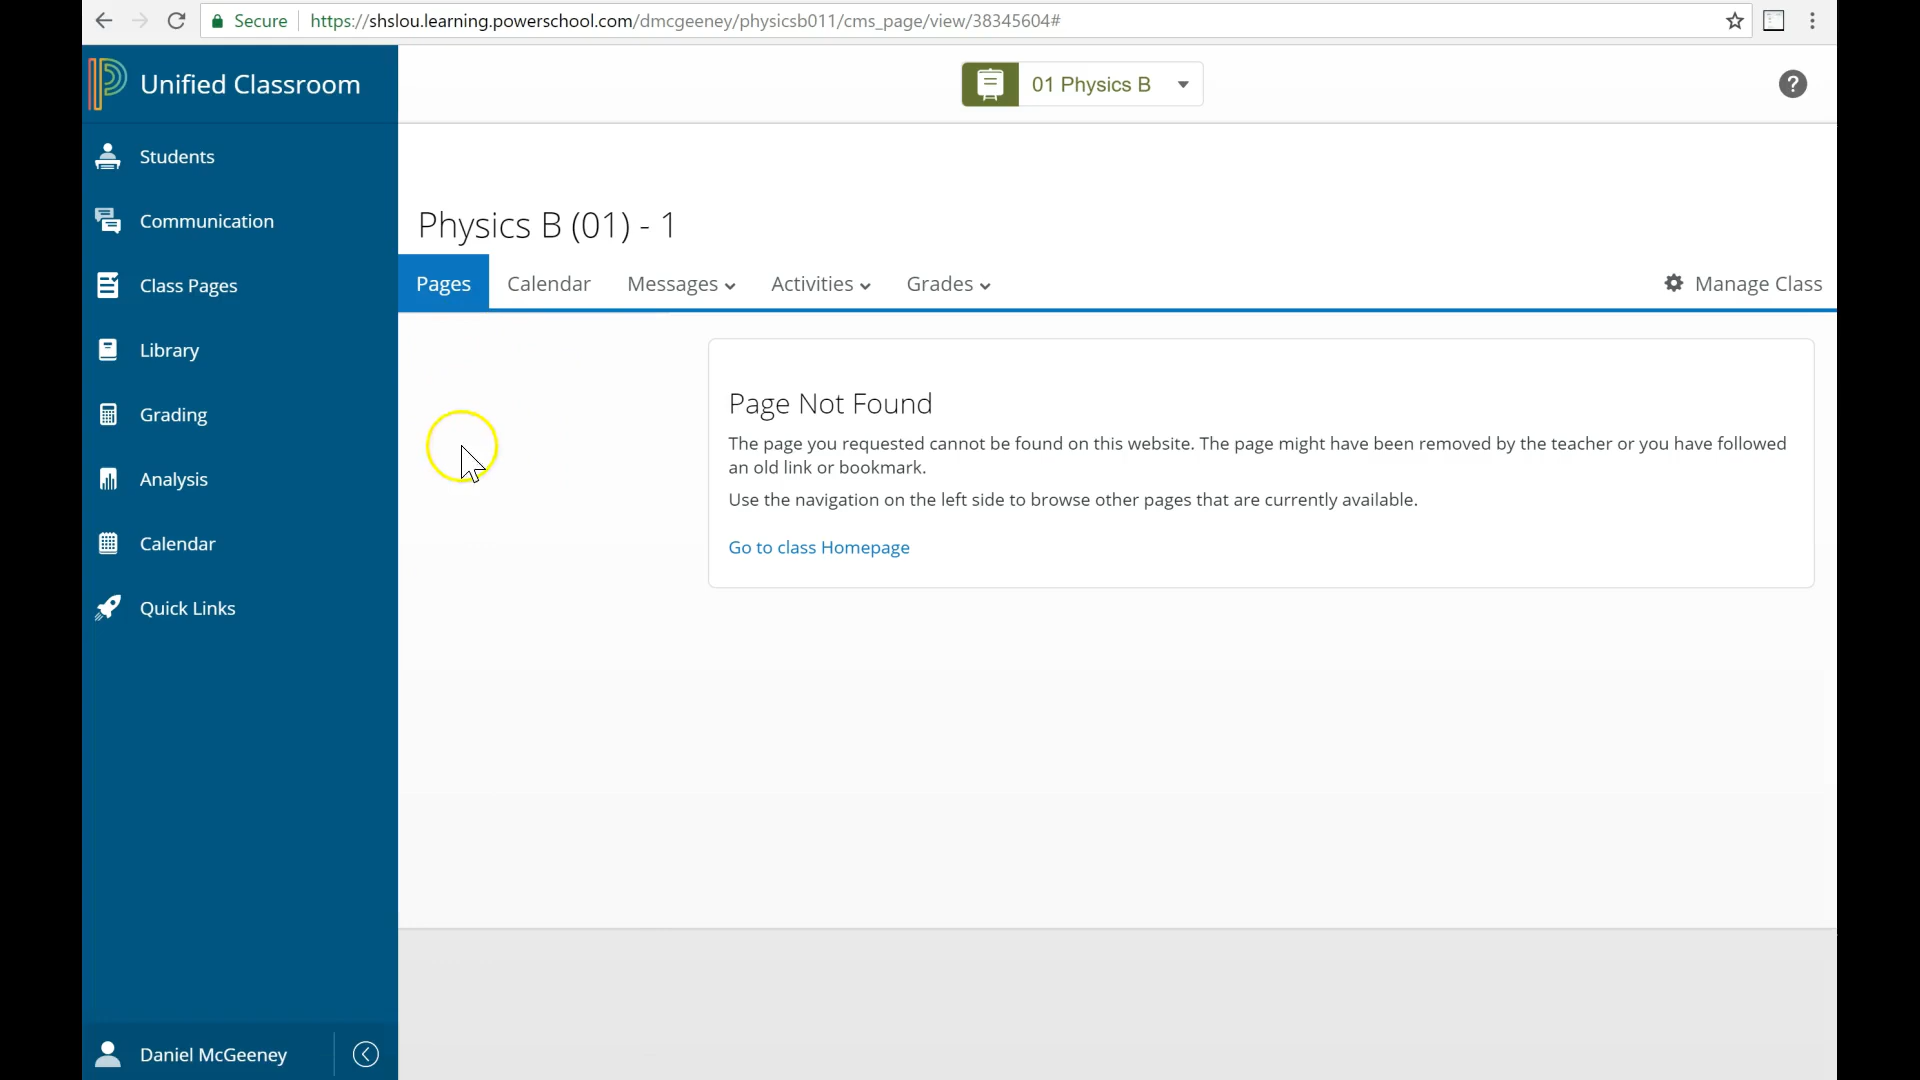 Secure https://shslou.learning.powerschool.com/dmcgeeney/physicsb011/cms_page/view/38345604#
Unified Classroom
01 Physics B
?
Students
Communication
Class Pages
Library
Grading
Analysis
Calendar
Quick Links
Daniel McGeeney
Physics B (01) - 1
Pages Calendar Messages Activities Grades Manage Class
Page Not Found
The page you requested cannot be found on this website. The page might have been removed by the teacher or you have followed
an old link or bookmark.
Use the navigation on the left side to browse other pages that are currently available.
Go to class Homepage